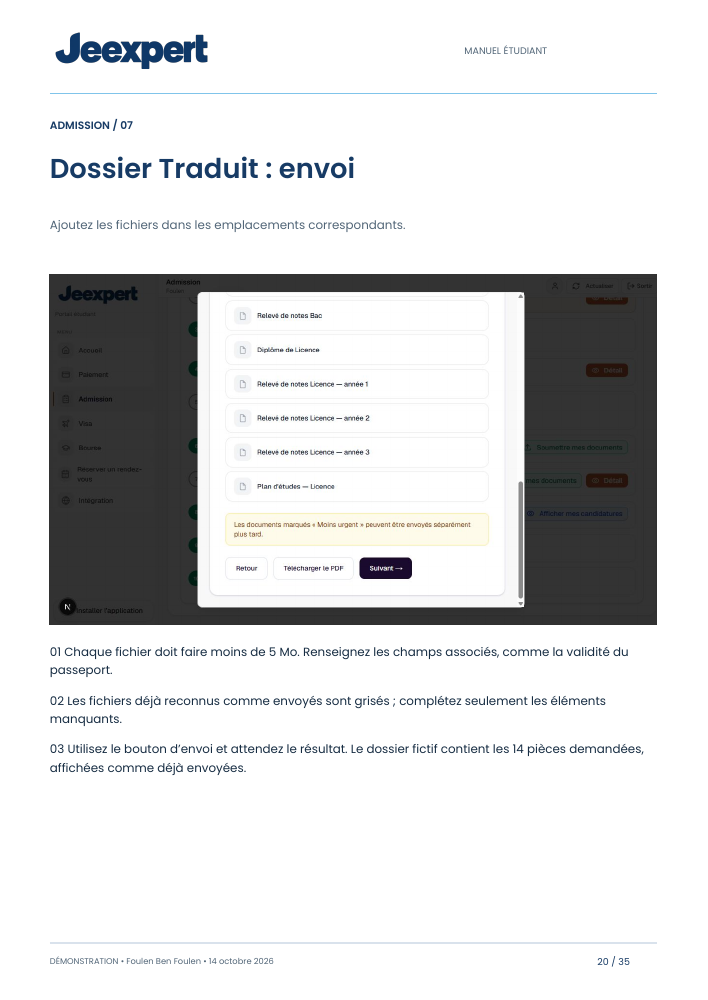 Jeexpert
MANUEL ÉTUDIANT
ADMISSION / 07
Dossier Traduit : envoi
Ajoutez les fichiers dans les emplacements correspondants.
Jeexpert
Portail étudiant
Accueil
Paiement
Admission
Visa
Bourse
Réserver un rendez-
vous
Intégration
Installer l'application
N
Admission
Foulen
Actualiser
Sortir
Détail
Détail
Soumettre mes documents
mes documents
Détail
Afficher mes candidatures
Relevé de notes Bac
Diplôme de Licence
Relevé de notes Licence — année 1
Relevé de notes Licence — année 2
Relevé de notes Licence — année 3
Plan d'études — Licence
Les documents marqués « Moins urgent » peuvent être envoyés séparément
plus tard.
Retour
Télécharger le PDF
Suivant →
01 Chaque fichier doit faire moins de 5 Mo. Renseignez les champs associés, comme la validité du
passeport.
02 Les fichiers déjà reconnus comme envoyés sont grisés ; complétez seulement les éléments
manquants.
03 Utilisez le bouton d’envoi et attendez le résultat. Le dossier fictif contient les 14 pièces demandées,
affichées comme déjà envoyées.
DÉMONSTRATION • Foulen Ben Foulen • 14 octobre 2026
20 / 35